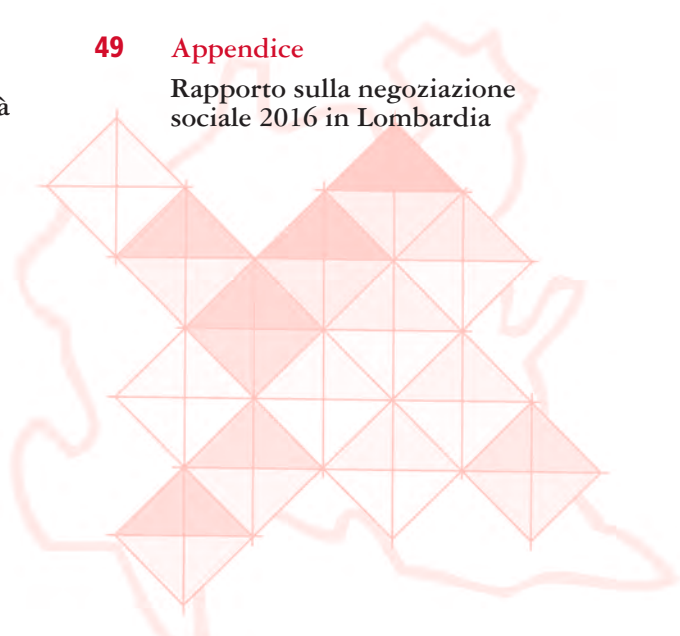 49 Appendice
Rapporto sulla negoziazione
sociale 2016 in Lombardia
à